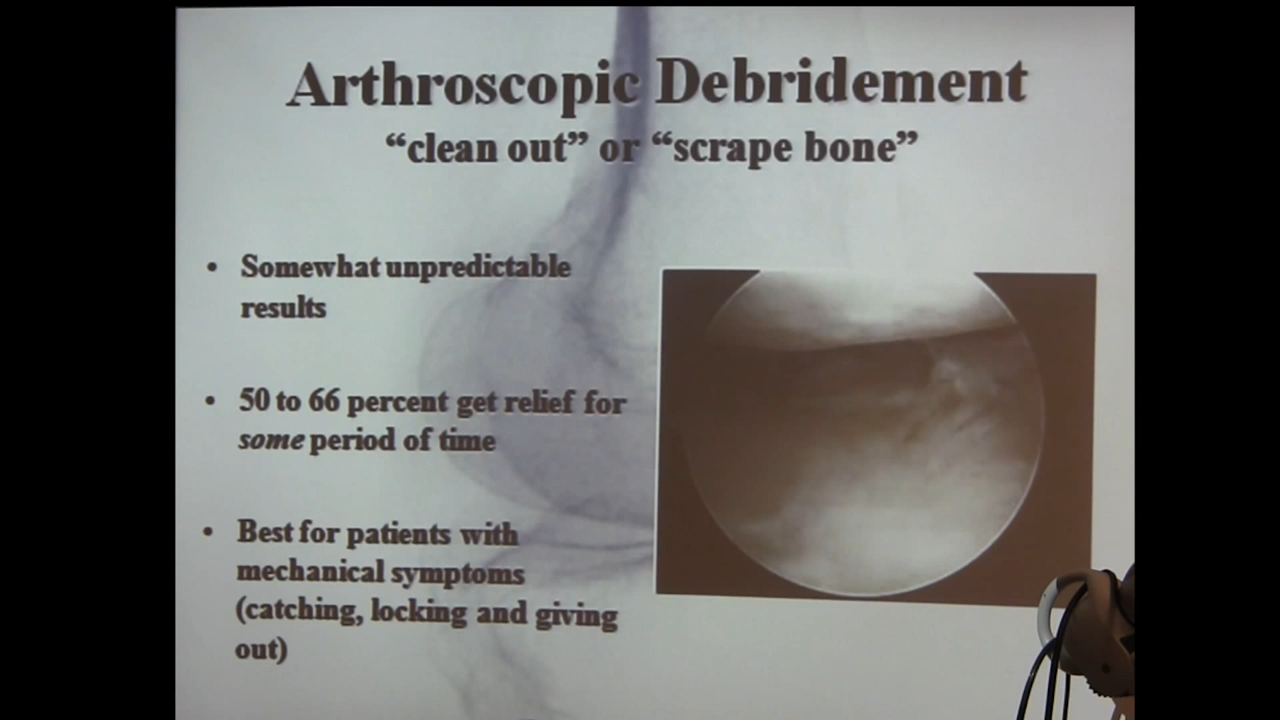 Arthroscopic Debridement
“clean out” or “scrape bone”
• Somewhat unpredictable
results
• 50 to 66 percent get relief for
some period of time
• Best for patients with
mechanical symptoms
(catching, locking and giving
out)